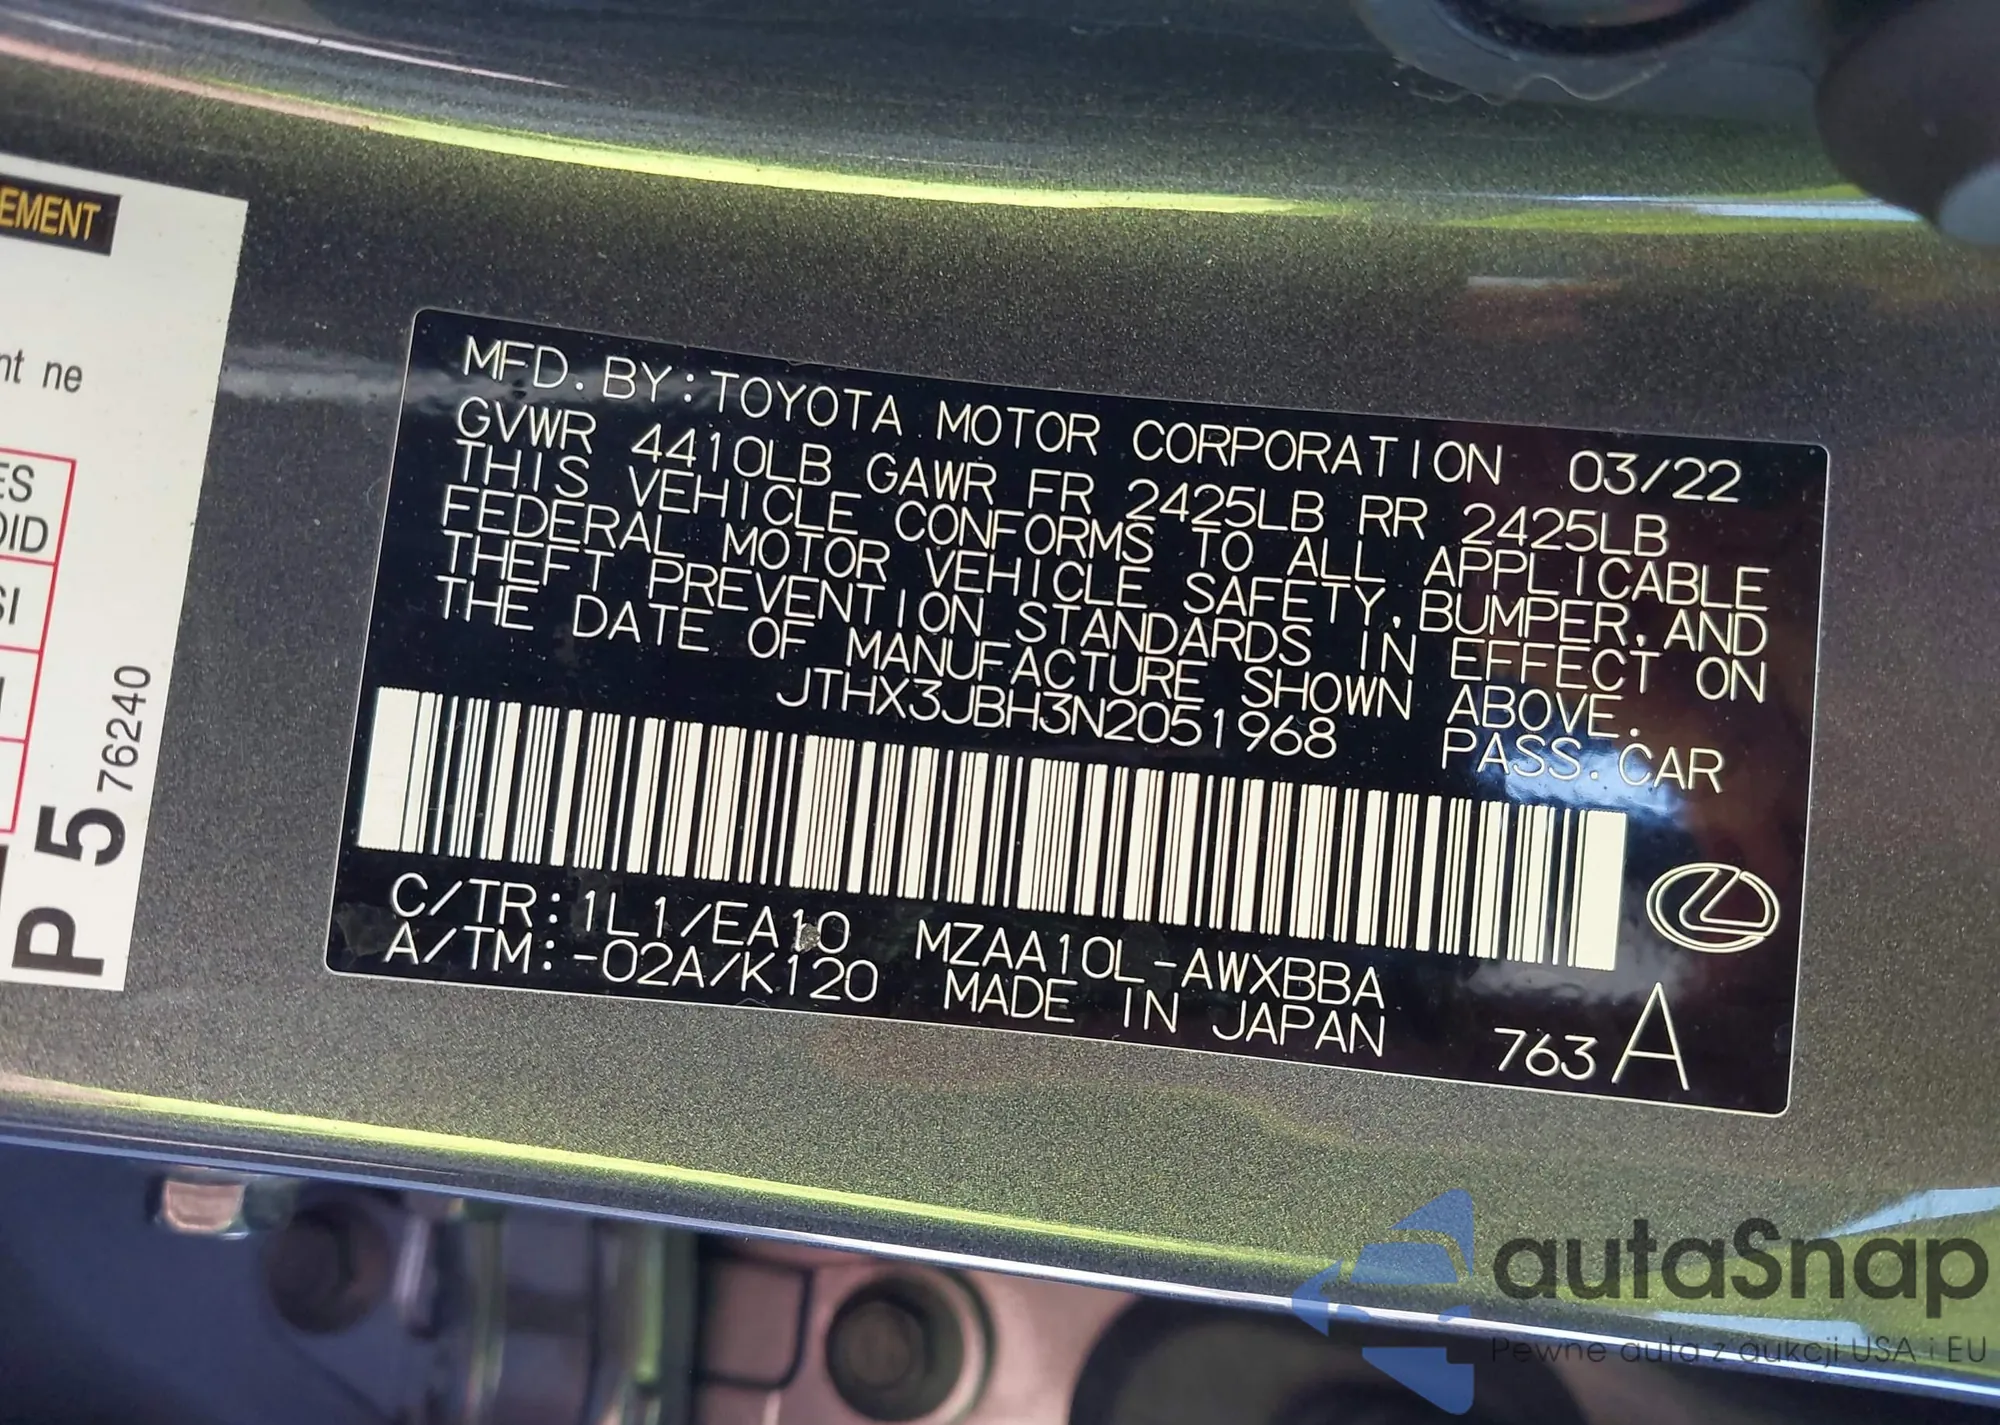 EMENT
nt ne
ES
OID
SI
P 5 76240
MFD. BY: TOYOTA MOTOR CORPORATION 03/22
GVWR 4410LB GAWR FR 2425LB RR 2425LB
THIS VEHICLE CONFORMS TO ALL APPLICABLE
FEDERAL MOTOR VEHICLE SAFETY, BUMPER, AND
THEFT PREVENTION STANDARDS IN EFFECT ON
THE DATE OF MANUFACTURE SHOWN ABOVE.
JTHX3JBH3N2051968 PASS. CAR
C/TR: 1L1/EA10 MZAA10L-AWXBBA
A/TM: -02A/K120 MADE IN JAPAN
763 A
autaSnap
Pewne auta z aukcji USA i EU